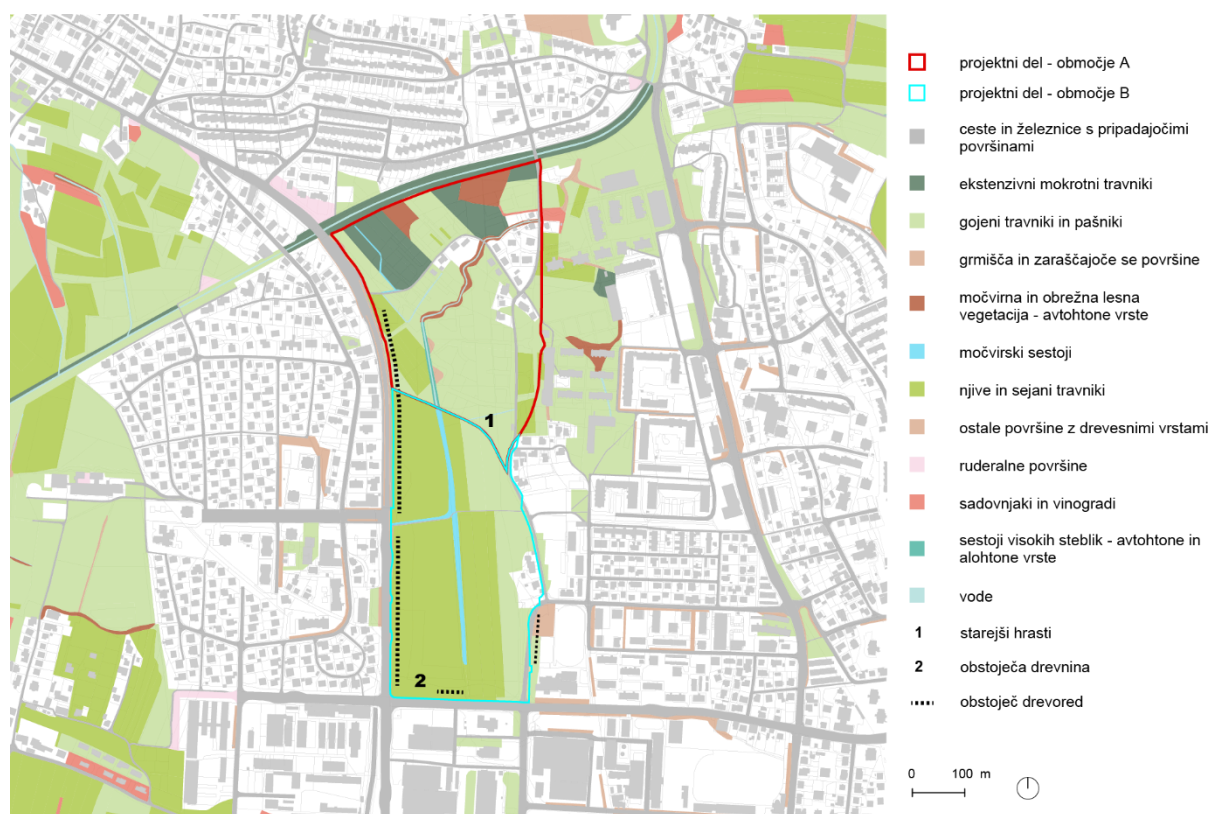 projektni del - območje A
projektni del - območje B
ceste in železnice s pripadajočimi
površinami
ekstenzivni mokrotni travniki
gojeni travniki in pašniki
grmišča in zaraščajoče se površine
močvirna in obrežna lesna
vegetacija - avtohtone vrste
močvirski sestoji
njive in sejani travniki
ostale površine z drevesnimi vrstami
ruderalne površine
sadovnjaki in vinogradi
sestoji visokih steblik - avtohtone in
alohtone vrste
vode
1 starejši hrasti
2 obstoječa drevnina
obstoječ drevored
0 100 m
1
2